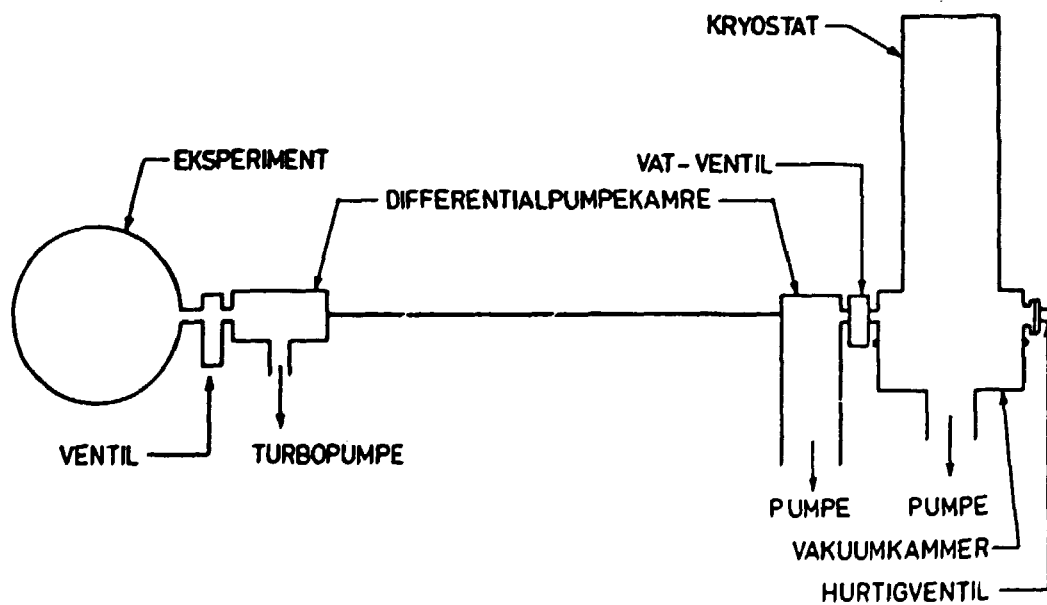 KRYOSTAT
EKSPERIMENT
VAT-VENTIL
DIFFERENTIALPUMPEKAMRE
VENTIL
TURBOPUMPE
PUMPE
PUMPE
VAKUUMKAMMER
HURTIGVENTIL